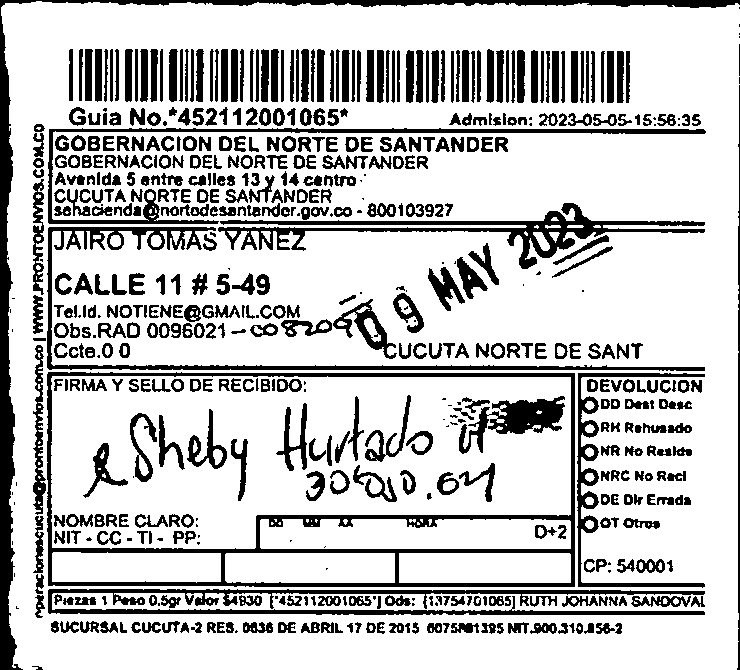 Guia No.*452112001065*
Admision: 2023-05-05-15:56:35
GOBERNACION DEL NORTE DE SANTANDER
GOBERNACION DEL NORTE DE SANTANDER
Avenida 5 entre calles 13 y 14 centro
CUCUTA NORTE DE SANTANDER
sehacienda@nortedesantander.gov.co - 800103927
JAIRO TOMAS YANEZ
CALLE 11 # 5-49
Tel.Id. NOTIENE@GMAIL.COM
Obs.RAD 0096021
09 MAY 2023
Ccte.0 0
CUCUTA NORTE DE SANT
FIRMA Y SELLO DE RECIBIDO:
Sheby Hurtado
NOMBRE CLARO:
NIT - CC - TI - PP:
DD MM AA HORA
D+2
DEVOLUCION
DD Dest Desc
RH Rehusado
NR No Reside
NRC No Recl
DE Dir Errada
OT Otros
CP: 540001
Piezas 1 Peso 0.5gr Valor $4930 [*452112001065*] Ods: [13754701065] RUTH JOHANNA SANDOVAL
SUCURSAL CUCUTA-2 RES. 0636 DE ABRIL 17 DE 2015 NIT.900.310.856-2
operacionescucuta@prontoenvios.com.co | WWW.PRONTOENVIOS.COM.CO